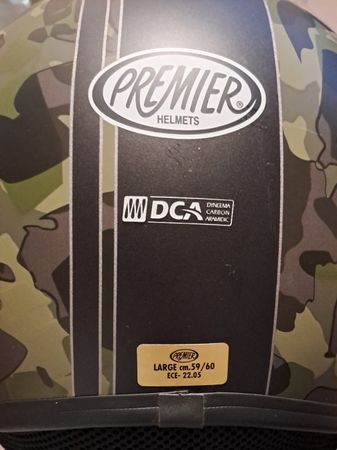 PREMIER®
HELMETS
DCA
DYNEEMA
CARBON
ARAMIDIC
PREMIER
LARGE cm.59/60
ECE- 22.05